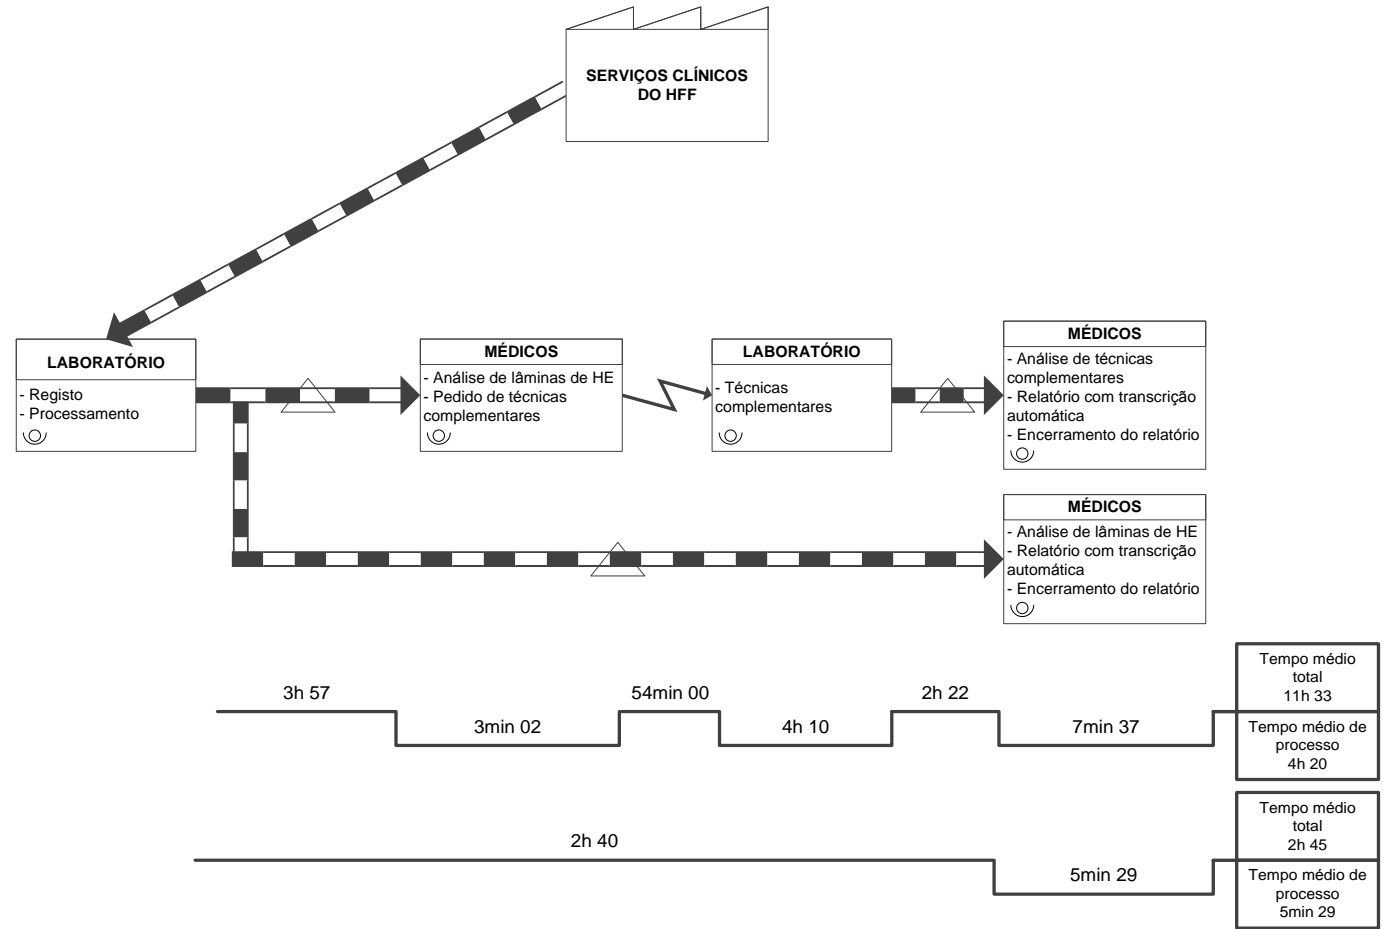 SERVIÇOS CLÍNICOS
DO HFF
LABORATÓRIO
- Registo
- Processamento
MÉDICOS
- Análise de lâminas de HE
- Pedido de técnicas
complementares
LABORATÓRIO
- Técnicas
complementares
MÉDICOS
- Análise de técnicas
complementares
- Relatório com transcrição
automática
- Encerramento do relatório
MÉDICOS
- Análise de lâminas de HE
- Relatório com transcrição
automática
- Encerramento do relatório
3h 57
3min 02
54min 00
4h 10
2h 22
7min 37
Tempo médio
total
11h 33
Tempo médio de
processo
4h 20
2h 40
5min 29
Tempo médio
total
2h 45
Tempo médio de
processo
5min 29